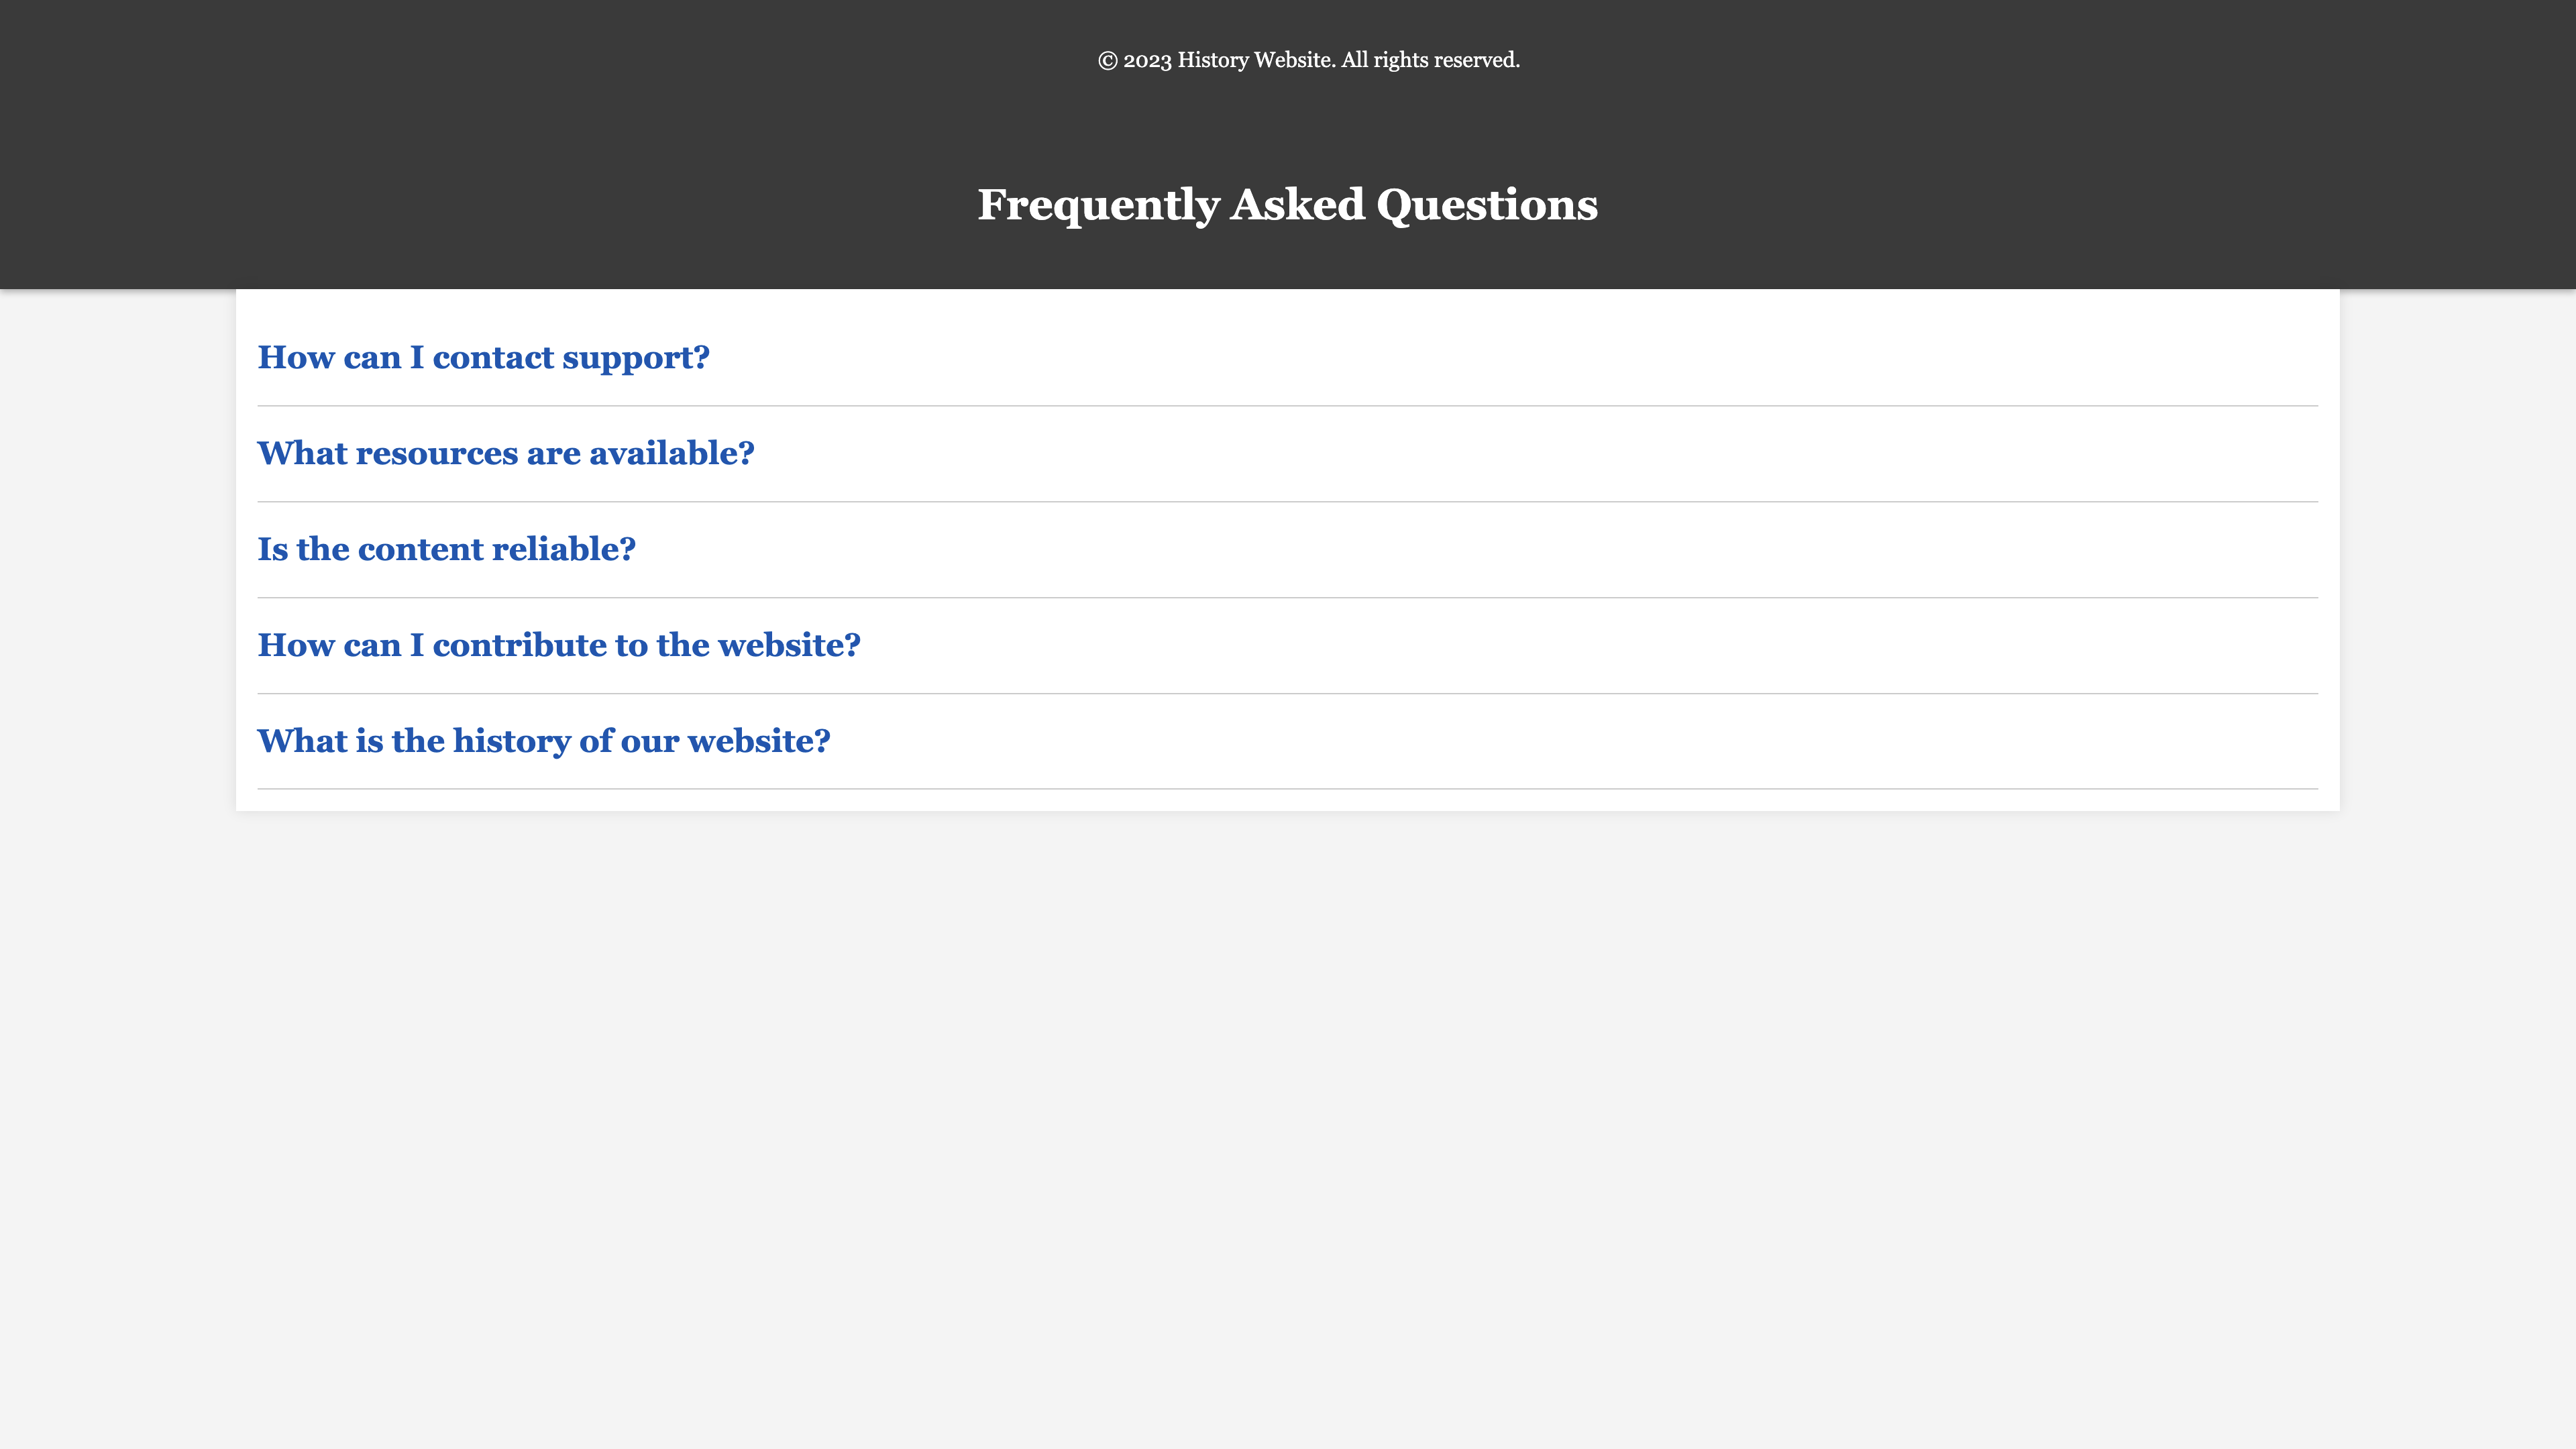 © 2023 History Website. All rights reserved.
Frequently Asked Questions
How can I contact support?
What resources are available?
Is the content reliable?
How can I contribute to the website?
What is the history of our website?